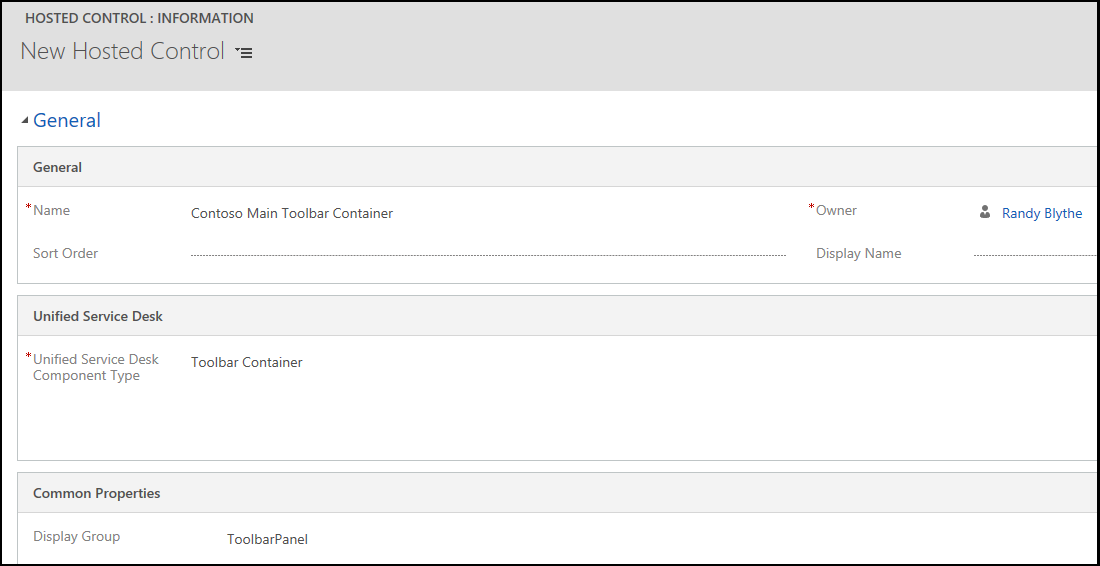 HOSTED CONTROL : INFORMATION
New Hosted Control
General
General
*Name Contoso Main Toolbar Container *Owner Randy Blythe
Sort Order Display Name
Unified Service Desk
*Unified Service Desk Toolbar Container
Component Type
Common Properties
Display Group ToolbarPanel